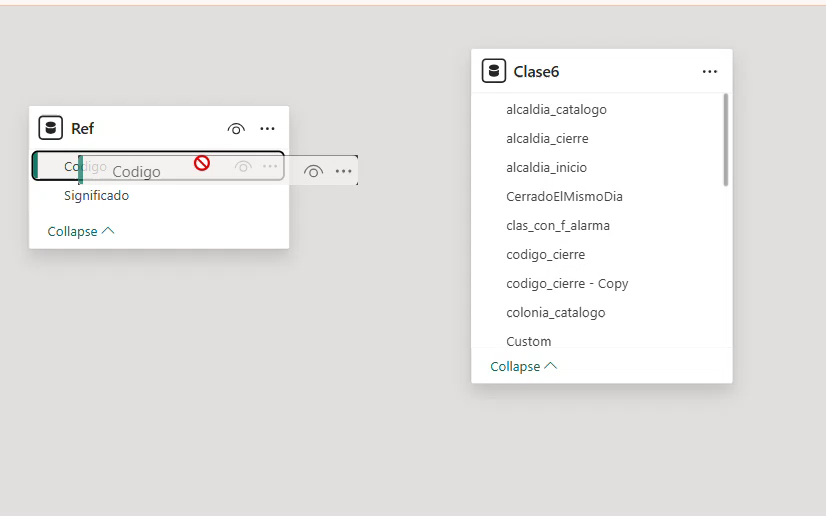 Ref
Codigo
Codigo
Significado
Collapse
Clase6
alcaldia_catalogo
alcaldia_cierre
alcaldia_inicio
CerradoElMismoDia
clas_con_f_alarma
codigo_cierre
codigo_cierre - Copy
colonia_catalogo
Custom
Collapse